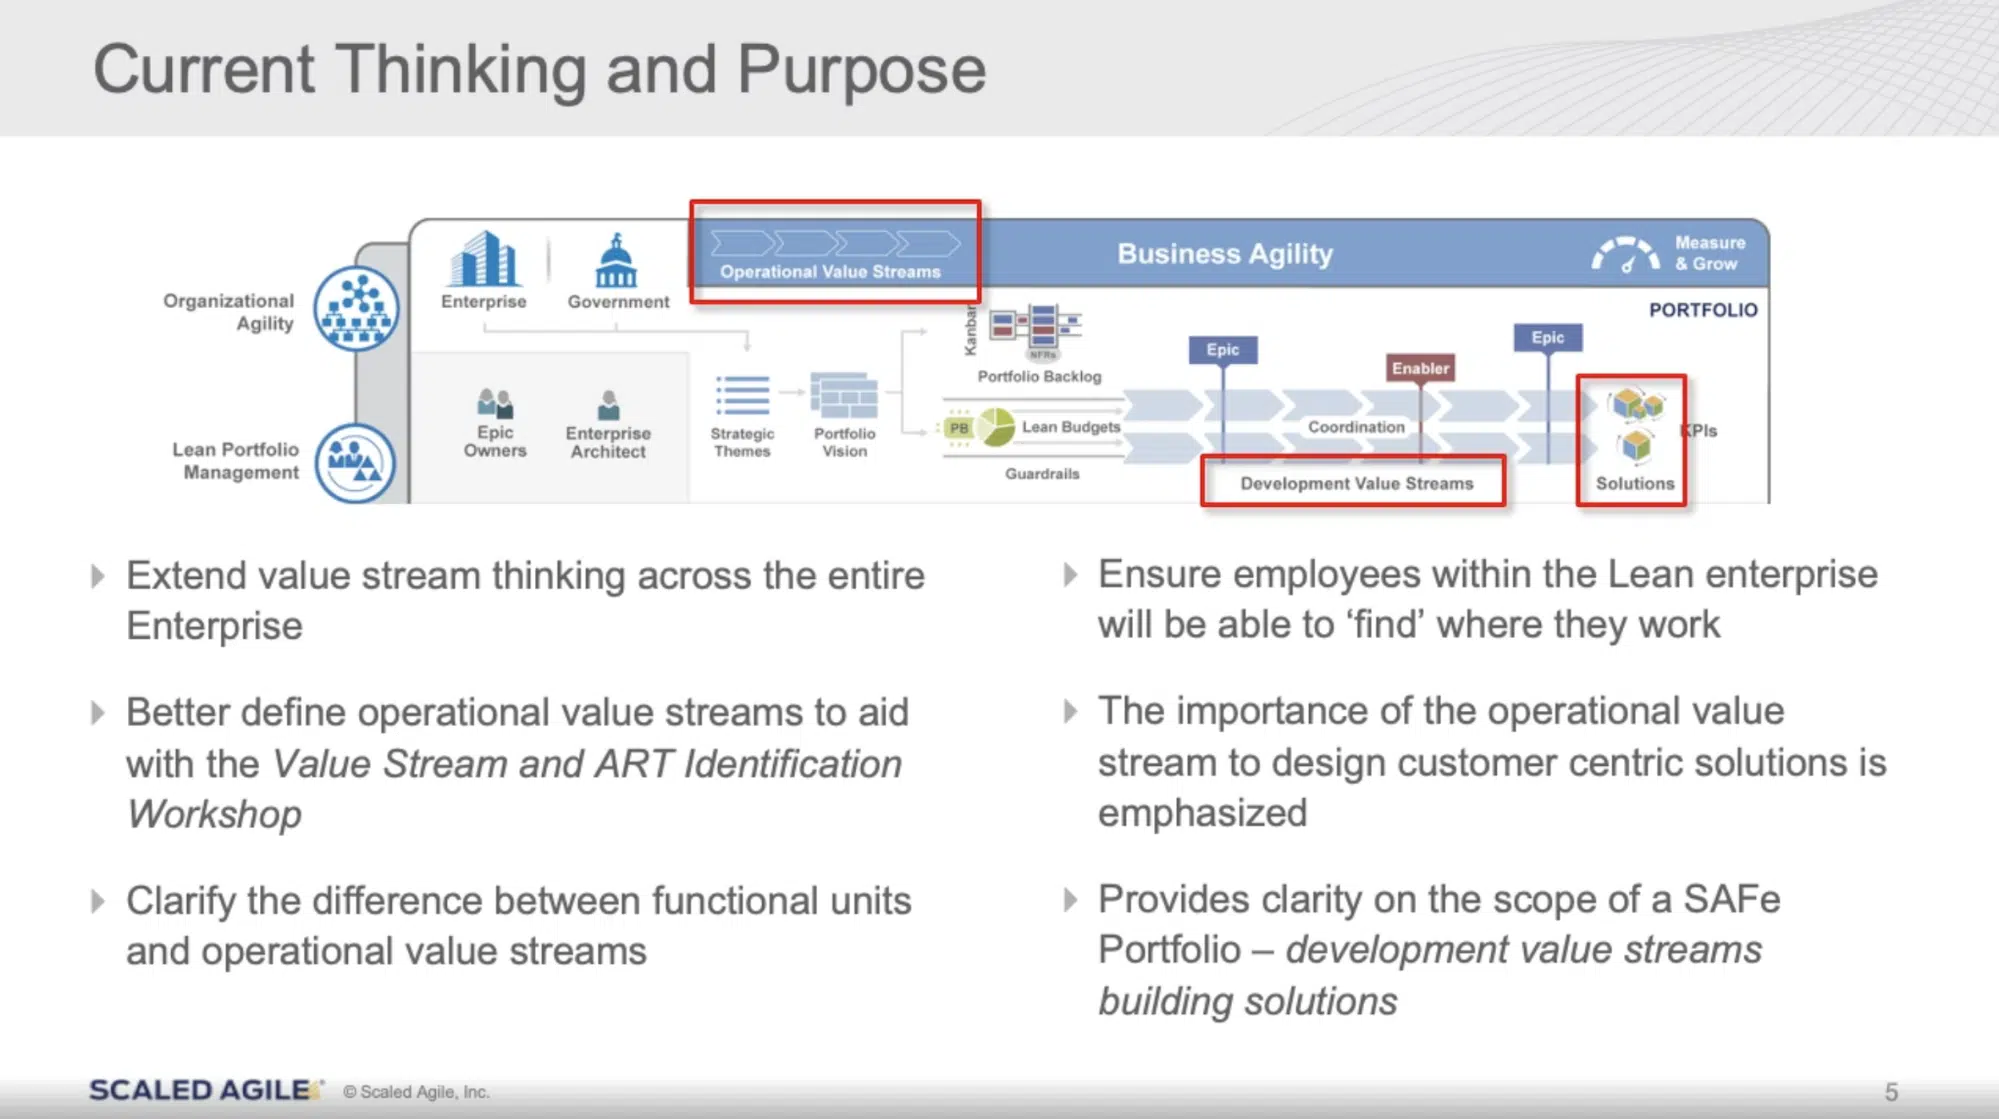 Current Thinking and Purpose
Organizational
Agility
Lean Portfolio
Management
Enterprise
Government
Operational Value Streams
Business Agility
Measure
& Grow
PORTFOLIO
Epic
Owners
Enterprise
Architect
Strategic
Themes
Portfolio
Vision
Kanban
NFRs
Portfolio Backlog
PB
Lean Budgets
Guardrails
Epic
Enabler
Epic
Coordination
Development Value Streams
Solutions
KPIs
Extend value stream thinking across the entire
Enterprise
Better define operational value streams to aid
with the Value Stream and ART Identification
Workshop
Clarify the difference between functional units
and operational value streams
Ensure employees within the Lean enterprise
will be able to ‘find’ where they work
The importance of the operational value
stream to design customer centric solutions is
emphasized
Provides clarity on the scope of a SAFe
Portfolio – development value streams
building solutions
SCALED AGILE®
© Scaled Agile, Inc.
5